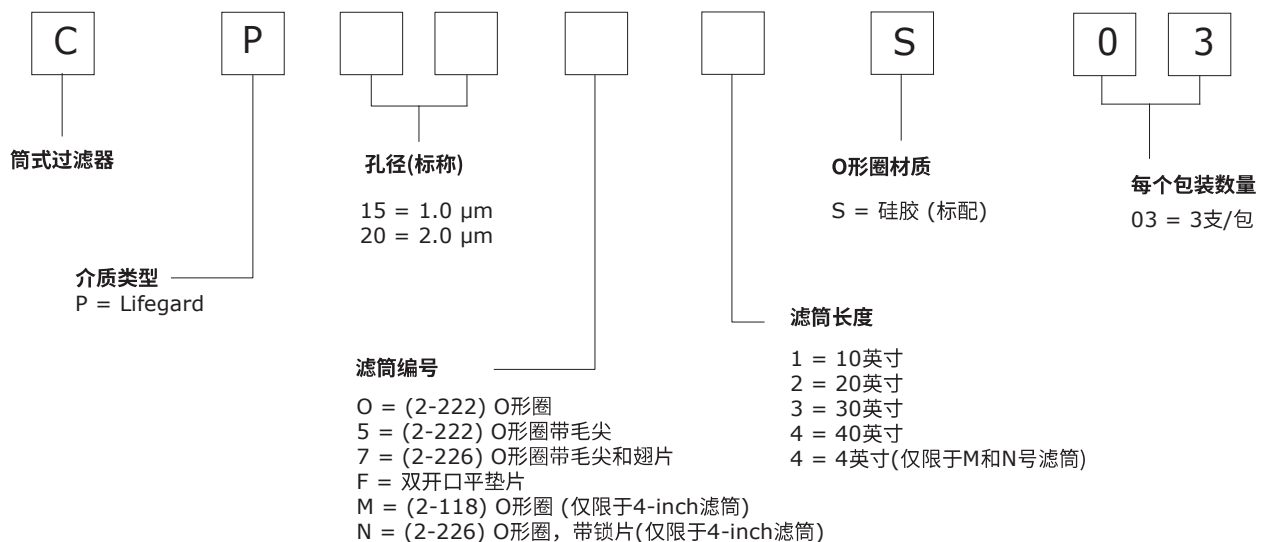 C P S 0 3
筒式过滤器
孔径(标称)
15 = 1.0 µm
20 = 2.0 µm
O形圈材质
S = 硅胶 (标配)
每个包装数量
03 = 3支/包
介质类型
P = Lifegard
滤筒编号
O = (2-222) O形圈
5 = (2-222) O形圈带毛尖
7 = (2-226) O形圈带毛尖和翅片
F = 双开口平垫片
M = (2-118) O形圈 (仅限于4-inch滤筒)
N = (2-226) O形圈，带锁片(仅限于4-inch滤筒)
滤筒长度
1 = 10英寸
2 = 20英寸
3 = 30英寸
4 = 40英寸
4 = 4英寸(仅限于M和N号滤筒)